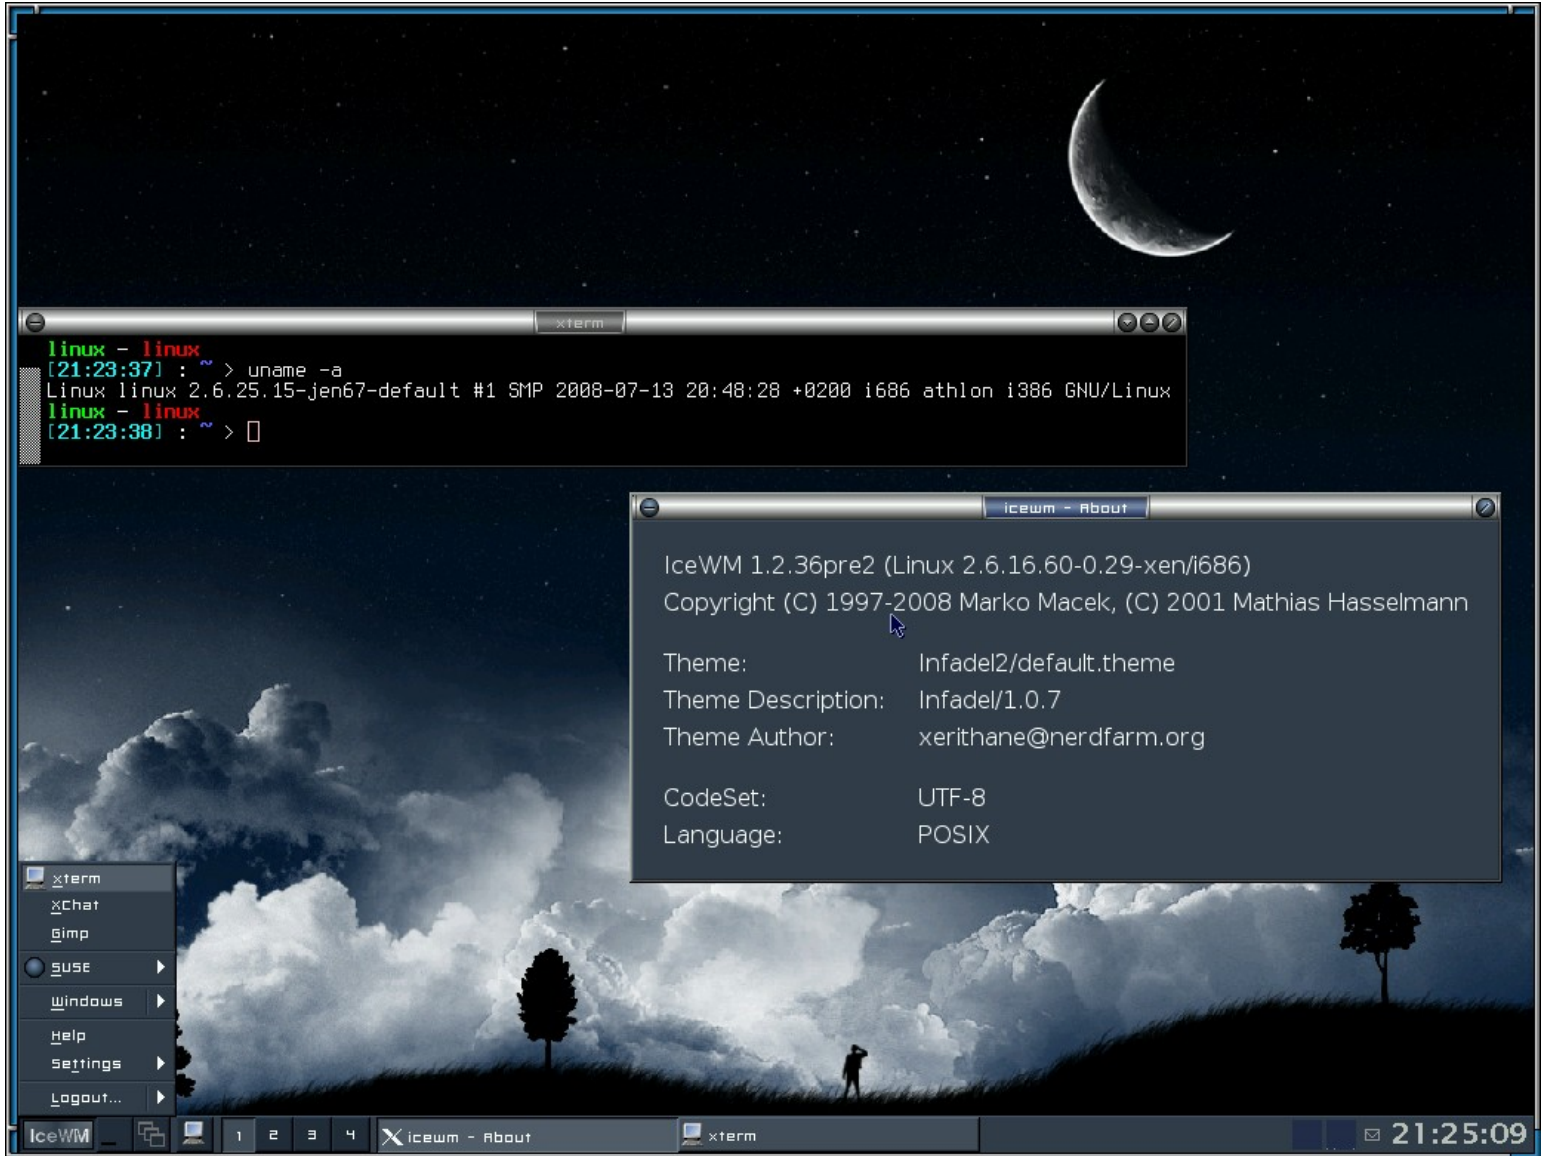 xterm
linux - linux
[21:23:37] : ~ > uname -a
Linux linux 2.6.25.15-jen67-default #1 SMP 2008-07-13 20:48:28 +0200 i686 athlon i386 GNU/Linux
linux - linux
[21:23:38] : ~ >
icewm - About
IceWM 1.2.36pre2 (Linux 2.6.16.60-0.29-xen/i686)
Copyright (C) 1997-2008 Marko Macek, (C) 2001 Mathias Hasselmann
Theme: Infadel2/default.theme
Theme Description: Infadel/1.0.7
Theme Author: xerithane@nerdfarm.org
CodeSet: UTF-8
Language: POSIX
xterm
XChat
Gimp
SUSE
Windows
Help
Settings
Logout...
IceWM 1 2 3 4 icewm - About xterm 21:25:09